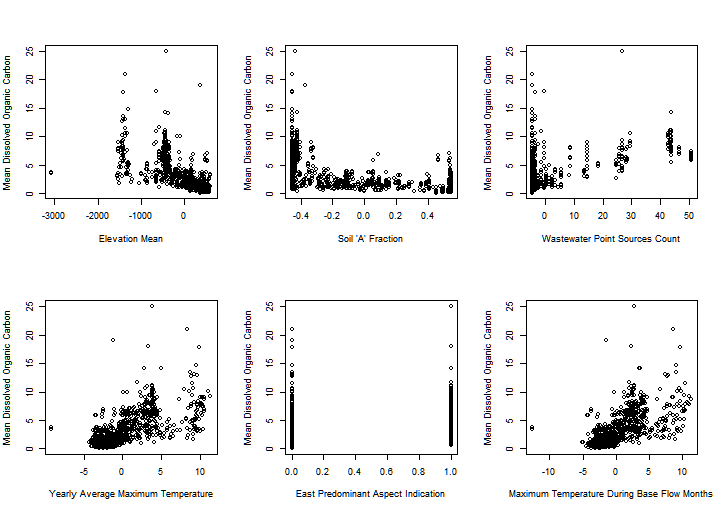 Mean Dissolved Organic Carbon
0 5 10 15 20 25
-3000 -2000 -1000 0
Elevation Mean
Mean Dissolved Organic Carbon
0 5 10 15 20 25
-0.4 -0.2 0.0 0.2 0.4
Soil 'A' Fraction
Mean Dissolved Organic Carbon
0 5 10 15 20 25
0 10 20 30 40 50
Wastewater Point Sources Count
Mean Dissolved Organic Carbon
0 5 10 15 20 25
-5 0 5 10
Yearly Average Maximum Temperature
Mean Dissolved Organic Carbon
0 5 10 15 20 25
0.0 0.2 0.4 0.6 0.8 1.0
East Predominant Aspect Indication
Mean Dissolved Organic Carbon
0 5 10 15 20 25
-10 -5 0 5 10
Maximum Temperature During Base Flow Months